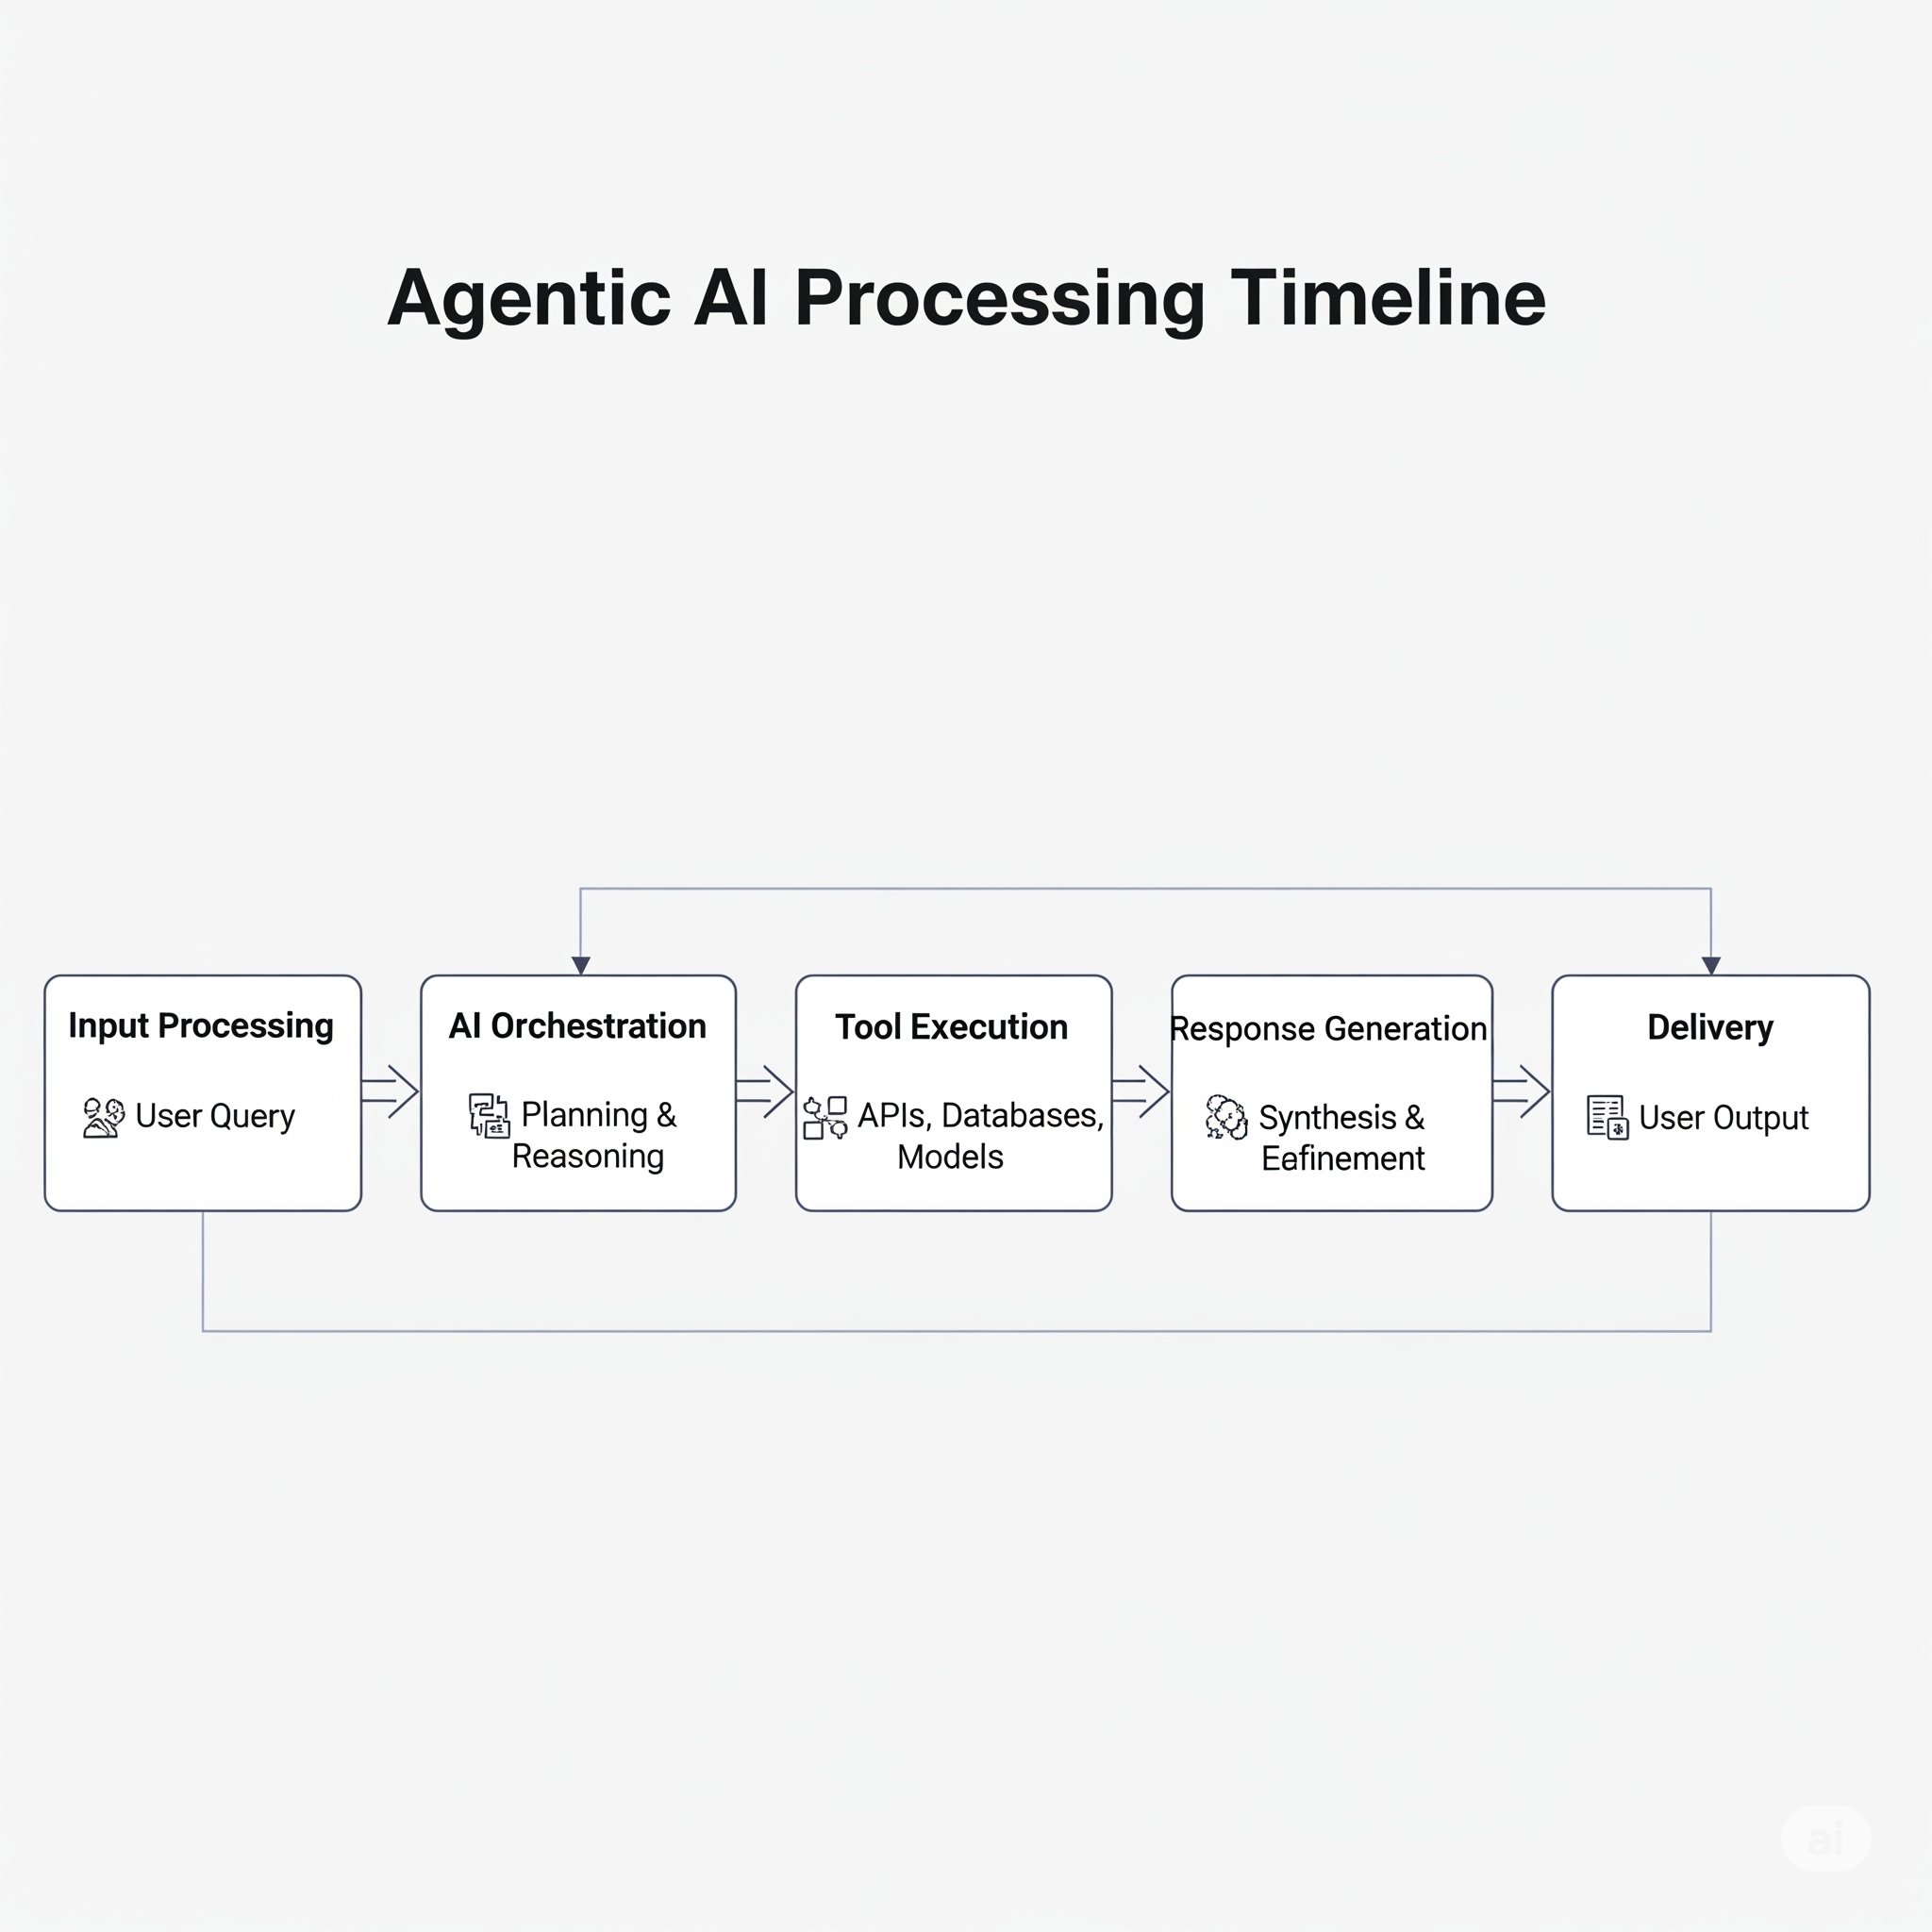 Agentic AI Processing Timeline
Input Processing
User Query
AI Orchestration
Planning &
Reasoning
Tool Execution
APIs, Databases,
Models
Response Generation
Synthesis &
Eefinement
Delivery
User Output
ai